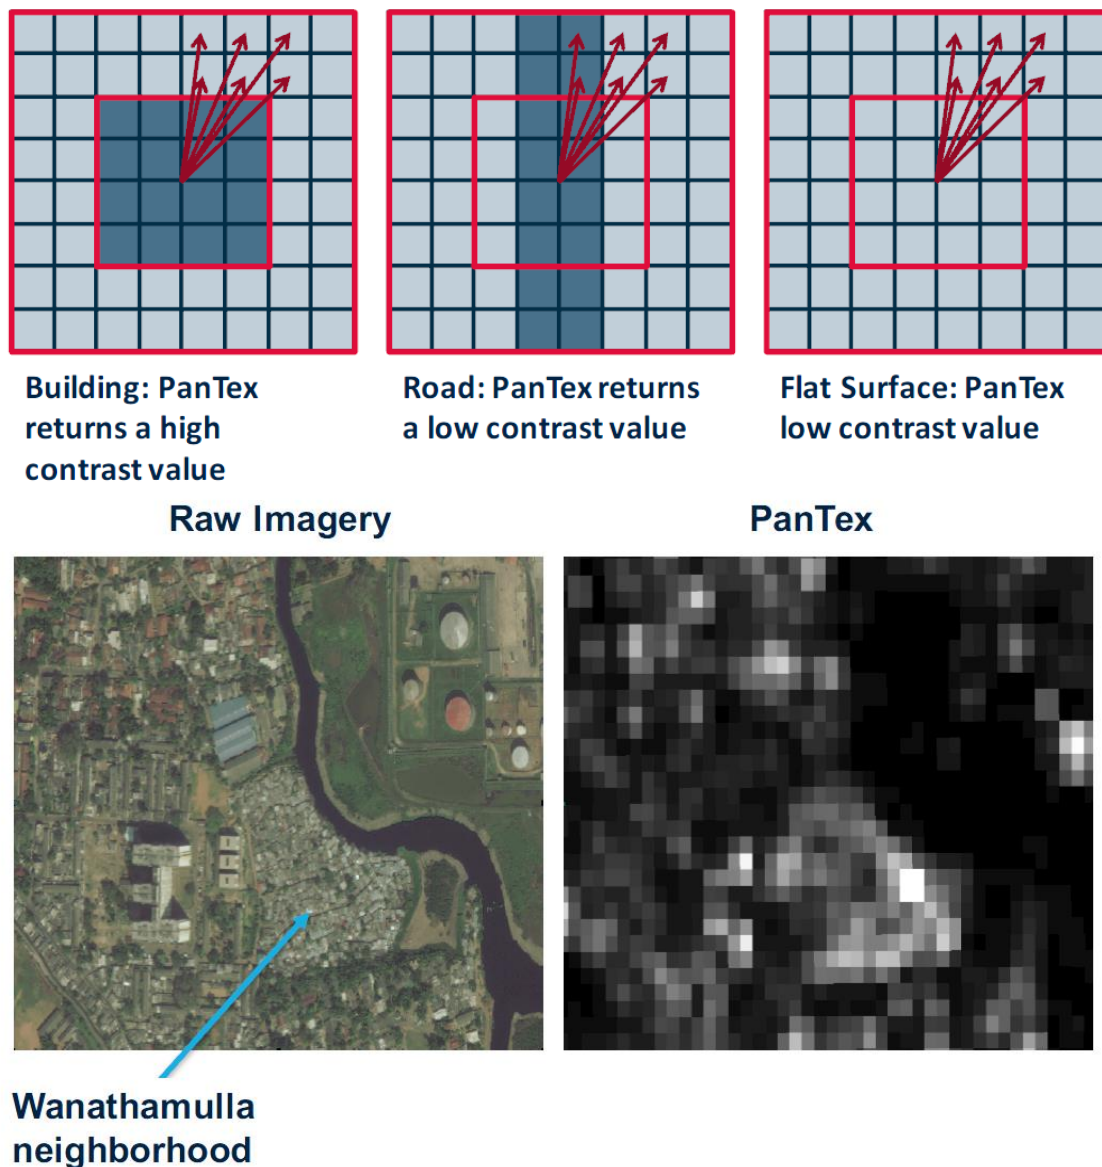 Building: PanTex
returns a high
contrast value
Road: PanTex returns
a low contrast value
Flat Surface: PanTex
low contrast value
Raw Imagery
PanTex
Wanathamulla
neighborhood